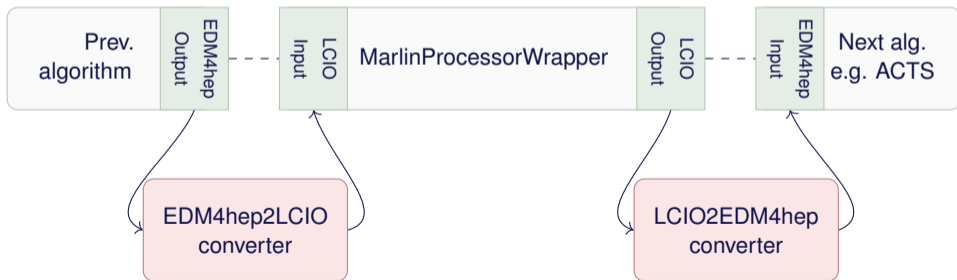 Prev.
algorithm
EDM4hep
Output
LCIO
Input
MarlinProcessorWrapper
LCIO
Output
EDM4hep
Input
Next alg.
e.g. ACTS
EDM4hep2LCIO
converter
LCIO2EDM4hep
converter